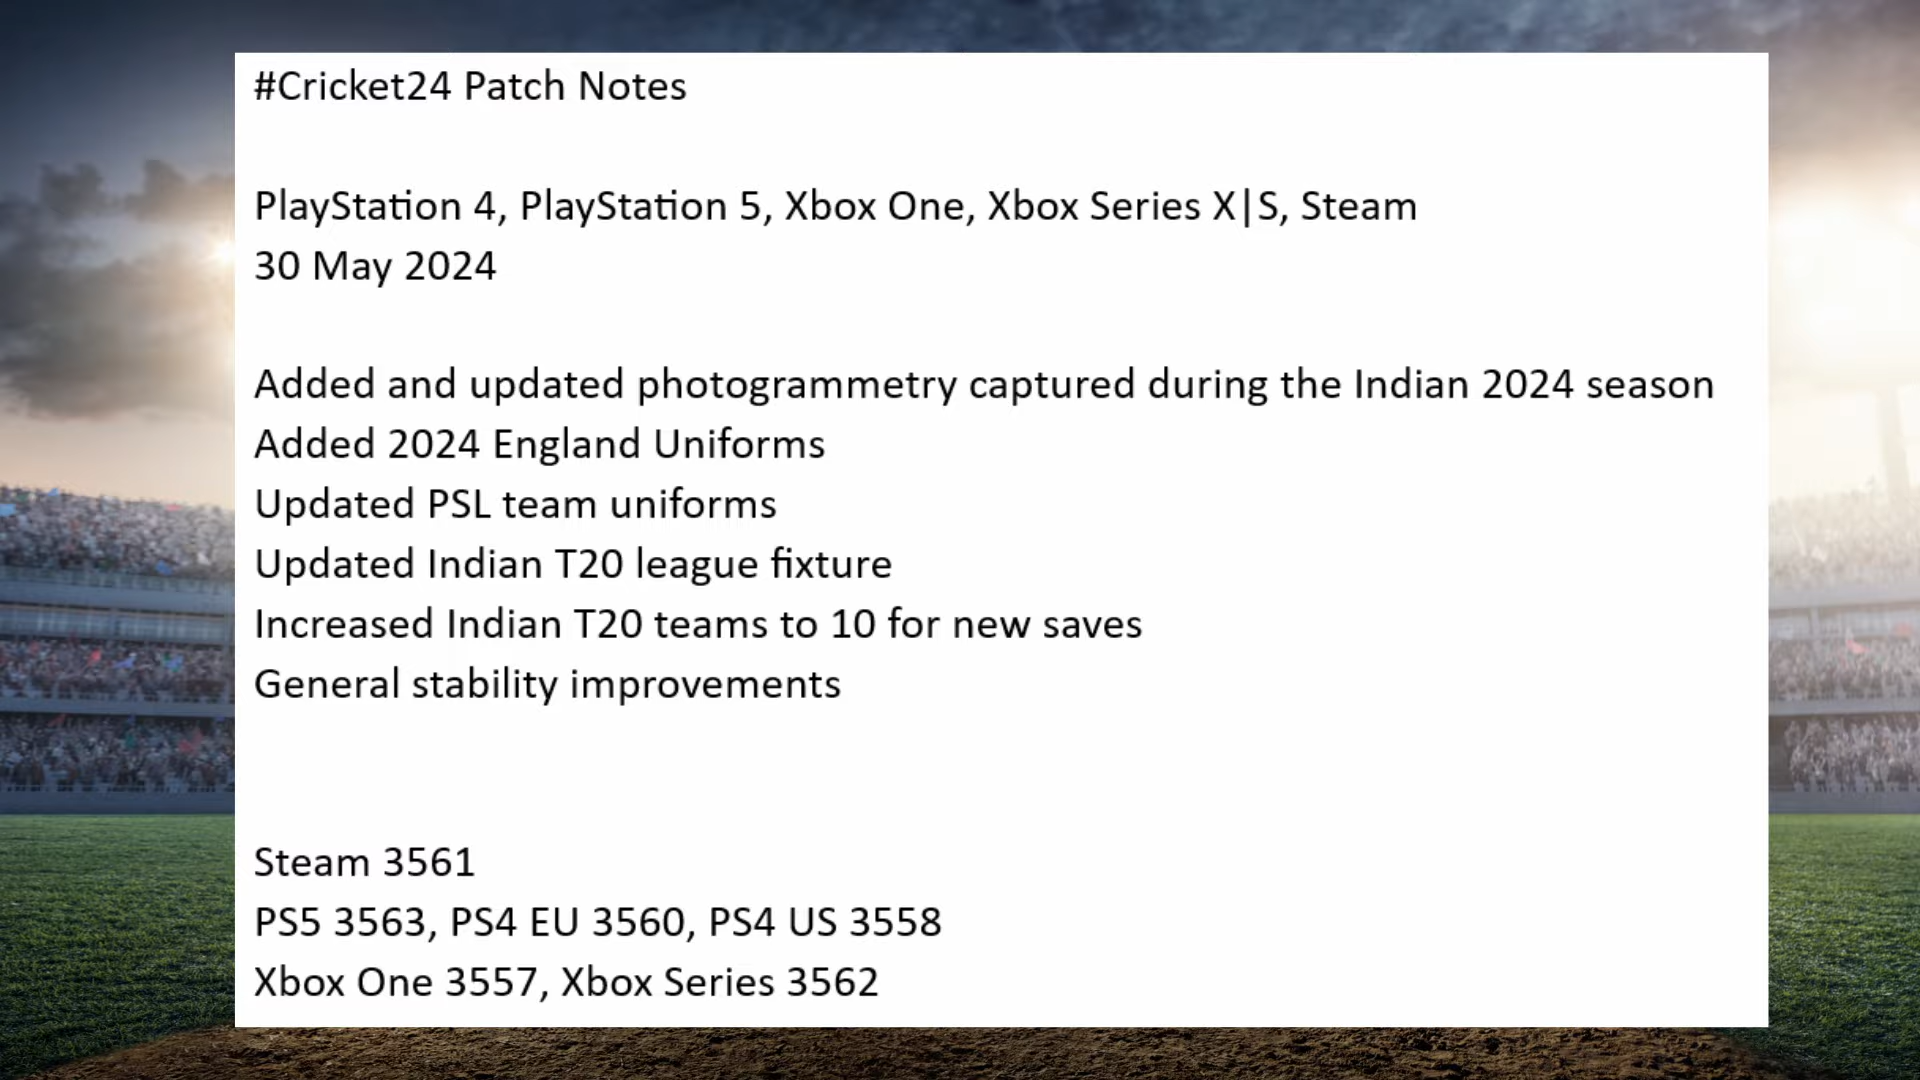 #Cricket24 Patch Notes
PlayStation 4, PlayStation 5, Xbox One, Xbox Series X|S, Steam
30 May 2024
Added and updated photogrammetry captured during the Indian 2024 season
Added 2024 England Uniforms
Updated PSL team uniforms
Updated Indian T20 league fixture
Increased Indian T20 teams to 10 for new saves
General stability improvements
Steam 3561
PS5 3563, PS4 EU 3560, PS4 US 3558
Xbox One 3557, Xbox Series 3562